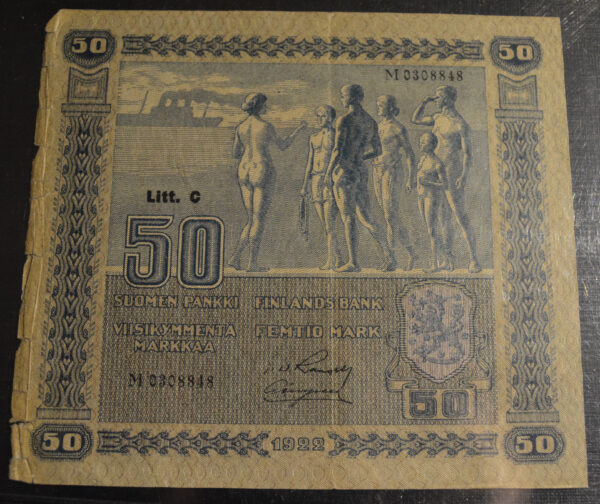 50 50
M 0308848
Litt. C
50
SUOMEN PANKKI FINLANDS BANK
VIISIKYMMENTÄ FEMTIO MARK
MARKKAA
M 0308848
50
50 1922 50